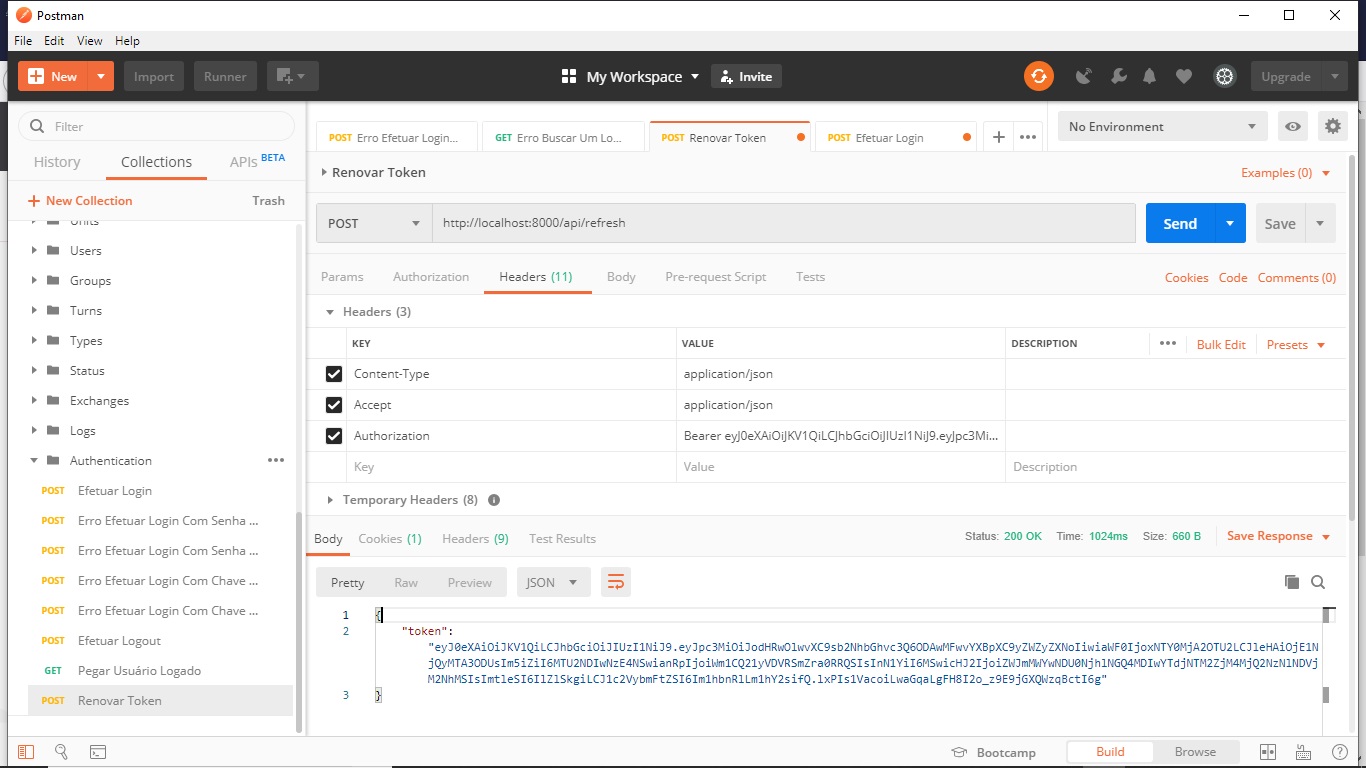 Postman
File Edit View Help
New Import Runner My Workspace Invite Upgrade
Filter
History Collections APIs BETA
New Collection Trash
Units
Users
Groups
Turns
Types
Status
Exchanges
Logs
Authentication
POST Efetuar Login
POST Erro Efetuar Login Com Senha ...
POST Erro Efetuar Login Com Senha ...
POST Erro Efetuar Login Com Chave ...
POST Erro Efetuar Login Com Chave ...
POST Efetuar Logout
GET Pegar Usuário Logado
POST Renovar Token
POST Erro Efetuar Login... GET Erro Buscar Um Lo... POST Renovar Token POST Efetuar Login No Environment
Renovar Token Examples (0)
POST http://localhost:8000/api/refresh Send Save
Params Authorization Headers (11) Body Pre-request Script Tests Cookies Code Comments (0)
Headers (3)
KEY VALUE DESCRIPTION Bulk Edit Presets
Content-Type application/json
Accept application/json
Authorization Bearer eyJ0eXAiOiJKV1QiLCJhbGciOiJIUzI1NiJ9.eyJpc3Mi...
Key Value Description
Temporary Headers (8)
Body Cookies (1) Headers (9) Test Results Status: 200 OK Time: 1024ms Size: 660 B Save Response
Pretty Raw Preview JSON
1 {
2 "token":
"eyJ0eXAiOiJKV1QiLCJhbGciOiJIUzI1NiJ9.eyJpc3MiOiJodHRwOlwvXC9sb2NhbGhvc3Q6ODAwMFwvYXBpXC9yZWZyZXNoIiwiaWF0IjoxNTY0MjA2OTU2LCJleHAiOjE1N
jQyMTA3ODUsIm5iZiI6MTU2NDIwNzE4NSwianRpIjoiWm1CQ21yVDVRSmZra0RRQSIsInN1YiI6MSwicHJ2IjoiZWJmMWYwNDU0NjhlNGQ4MDIwYTdjNTM2ZjM4MjQ2NzNlNDVj
M2NhMSIsImtleSI6IlZlSkgiLCJ1c2VybmFtZSI6Im1hbnRlLm1hY2sifQ.lxPIs1VacoiLwaGqaLgFH8I2o_z9E9jGXQWzq8ctI6g"
3 }
Bootcamp Build Browse